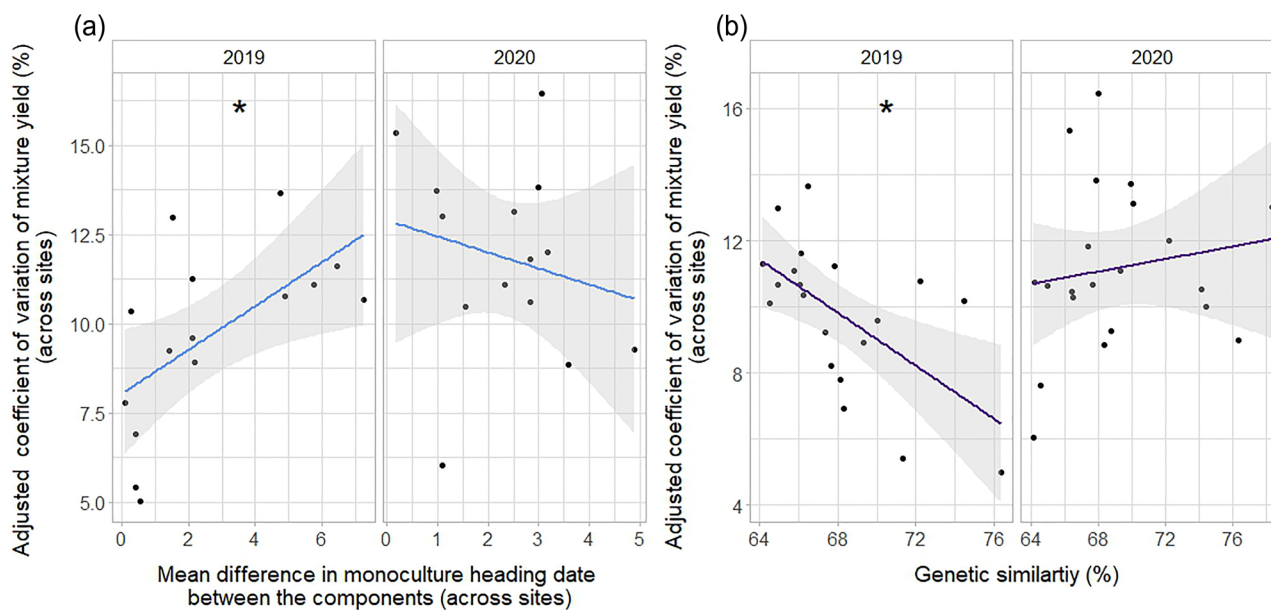 (a)
(b)
2019
2020
2019
2020
Adjusted coefficient of variation of mixture yield (%)
(across sites)
15.0
12.5
10.0
7.5
5.0
*
0 2 4 6
0 1 2 3 4 5
Mean difference in monoculture heading date
between the components (across sites)
Adjusted coefficient of variation of mixture yield (%)
(across sites)
16
12
8
4
*
64 68 72 76
64 68 72 76
Genetic similartiy (%)